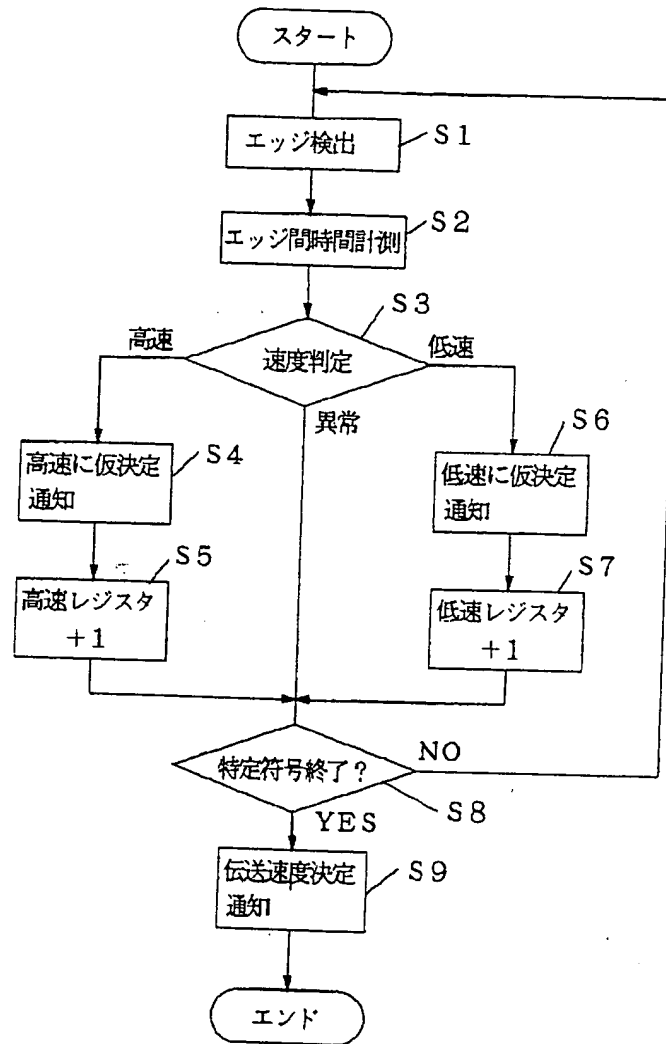 スタート
エッジ検出
S1
エッジ間時間計測
S2
S3
高速
速度判定
低速
異常
高速に仮決定
通知
S4
低速に仮決定
通知
S6
高速レジスタ
+1
S5
低速レジスタ
+1
S7
特定符号終了?
NO
S8
YES
伝送速度決定
通知
S9
エンド